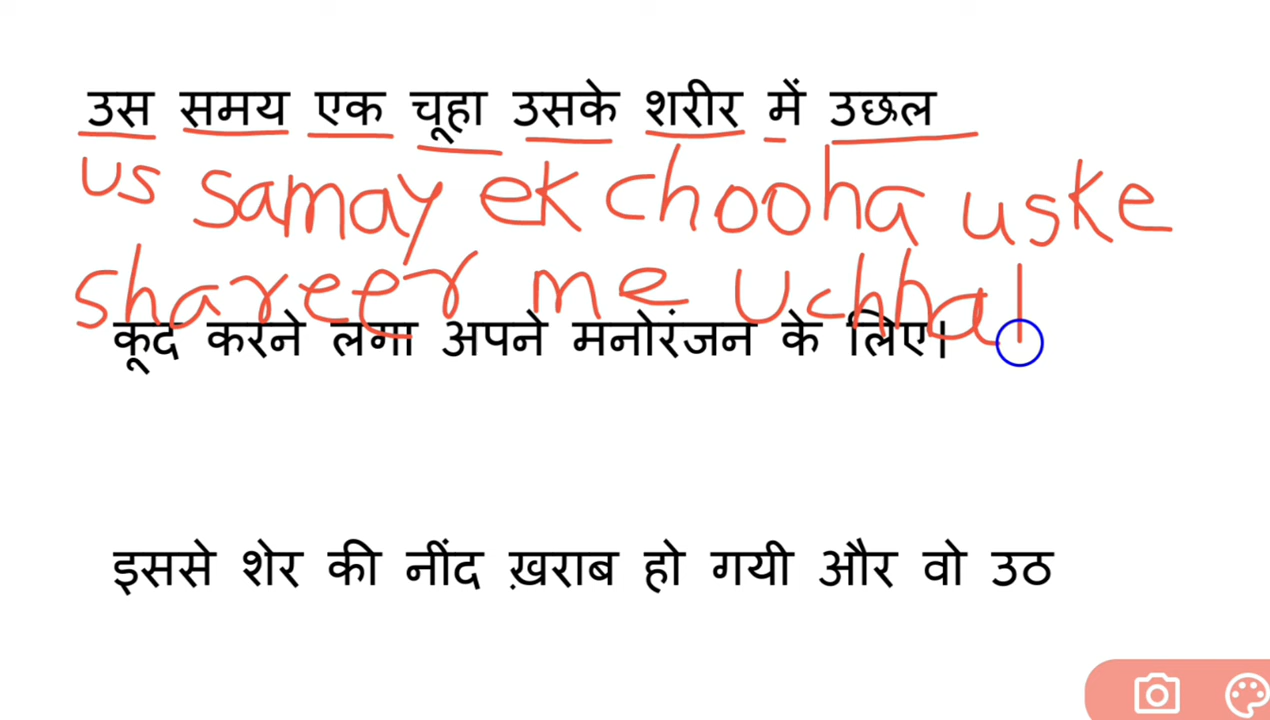 उस समय एक चूहा उसके शरीर में उछल
us samay ek chooha uske
shareer me uchhal
कूद करने लगा अपने मनोरंजन के लिए।
इससे शेर की नींद ख़राब हो गयी और वो उठ